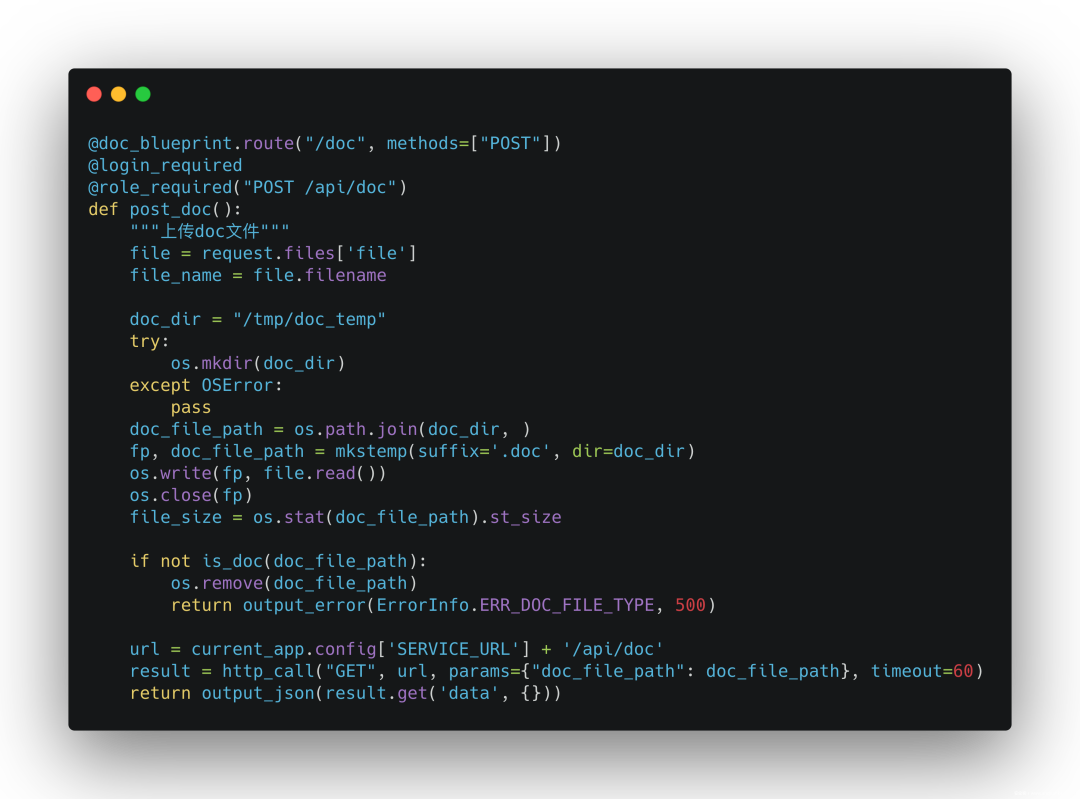 @doc_blueprint.route("/doc", methods=["POST"])
@login_required
@role_required("POST /api/doc")
def post_doc():
    """上传doc文件"""
    file = request.files['file']
    file_name = file.filename

    doc_dir = "/tmp/doc_temp"
    try:
        os.mkdir(doc_dir)
    except OSError:
        pass
    doc_file_path = os.path.join(doc_dir, )
    fp, doc_file_path = mkstemp(suffix='.doc', dir=doc_dir)
    os.write(fp, file.read())
    os.close(fp)
    file_size = os.stat(doc_file_path).st_size

    if not is_doc(doc_file_path):
        os.remove(doc_file_path)
        return output_error(ErrorInfo.ERR_DOC_FILE_TYPE, 500)

    url = current_app.config['SERVICE_URL'] + '/api/doc'
    result = http_call("GET", url, params={"doc_file_path": doc_file_path}, timeout=60)
    return output_json(result.get('data', {}))